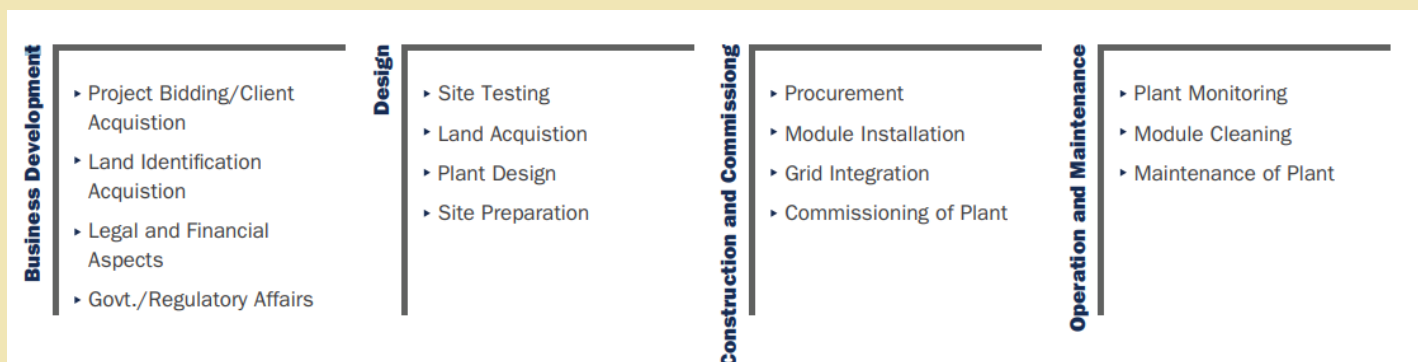 Business Development
▸ Project Bidding/Client
Acquistion
▸ Land Identification
Acquistion
▸ Legal and Financial
Aspects
▸ Govt./Regulatory Affairs
Design
▸ Site Testing
▸ Land Acquistion
▸ Plant Design
▸ Site Preparation
Construction and Commissiong
▸ Procurement
▸ Module Installation
▸ Grid Integration
▸ Commissioning of Plant
Operation and Maintenance
▸ Plant Monitoring
▸ Module Cleaning
▸ Maintenance of Plant